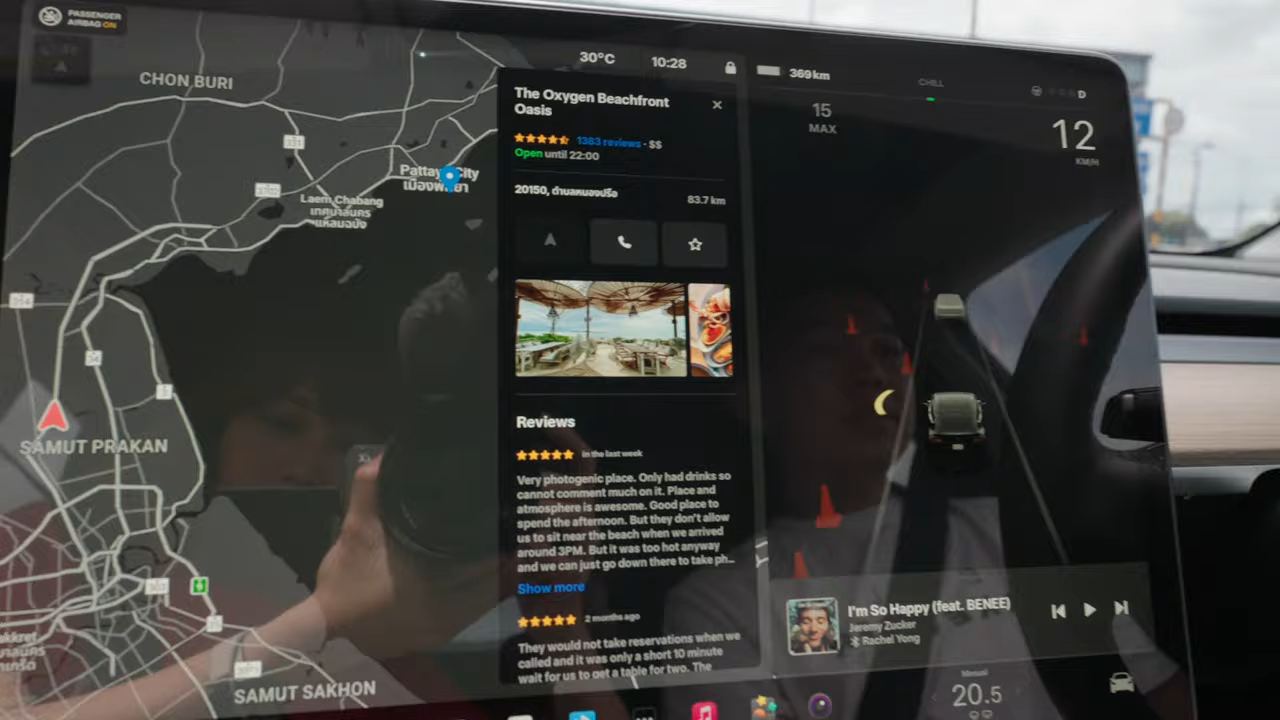 PASSENGER
AIRBAG ON
CHON BURI
Laem Chabang
เทศบาลนคร
แหลมฉบัง
SAMUT PRAKAN
SAMUT SAKHON
30°C
10:28
The Oxygen Beachfront
Oasis
1383 reviews · $$
Open until 22:00
20150, ตำบลหนองปรือ
83.7 km
Reviews
in the last week
Very photogenic place. Only had drinks so
cannot comment much on it. Place and
atmosphere is awesome. Good place to
spend the afternoon. But they don't allow
us to sit near the beach when we arrived
around 3PM. But it was too hot anyway
and we can just go down there to take ph...
Show more
2 months ago
They would not take reservations when we
called and it was only a short 10 minute
wait for us to get a table for two. The
369 km
CHILL
D
15
MAX
12
KM/H
I'm So Happy (feat. BENEE)
Jeremy Zucker
Rachel Yong
Manual
20.5